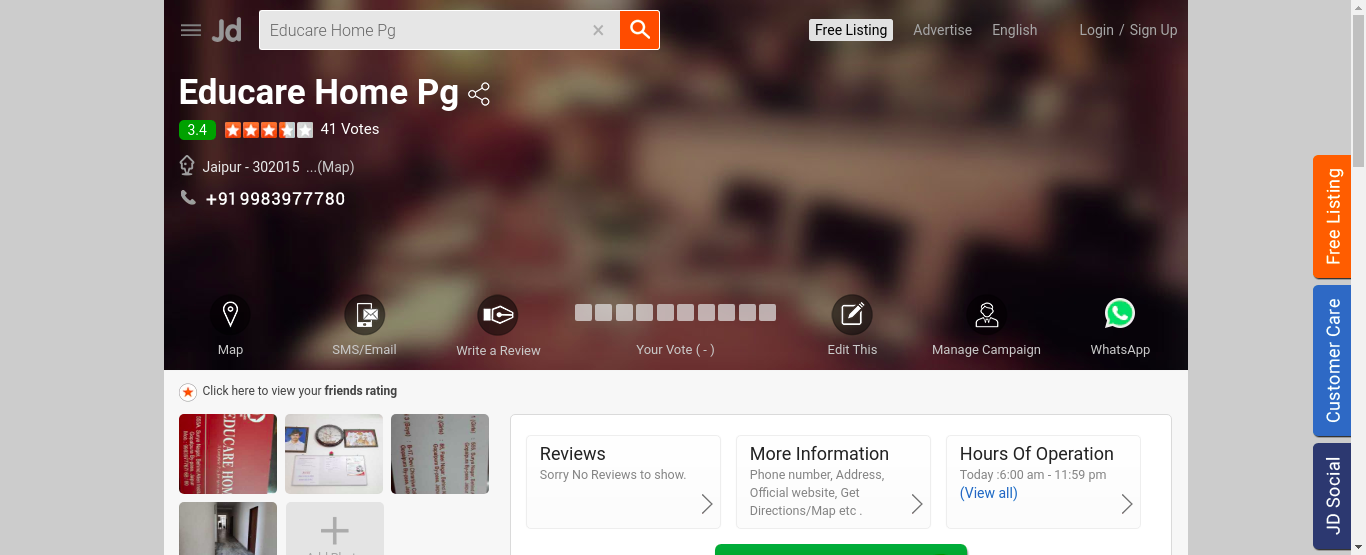 Jd
Educare Home Pg
Free Listing
Advertise
English
Login / Sign Up
Educare Home Pg
3.4
41 Votes
Jaipur - 302015 ...(Map)
+91 9983977780
Map
SMS/Email
Write a Review
Your Vote ( - )
Edit This
Manage Campaign
WhatsApp
Click here to view your friends rating
EDUCARE HOM
Reviews
Sorry No Reviews to show.
More Information
Phone number, Address,
Official website, Get
Directions/Map etc .
Hours Of Operation
Today :6:00 am - 11:59 pm
(View all)
Free Listing
Customer Care
JD Social